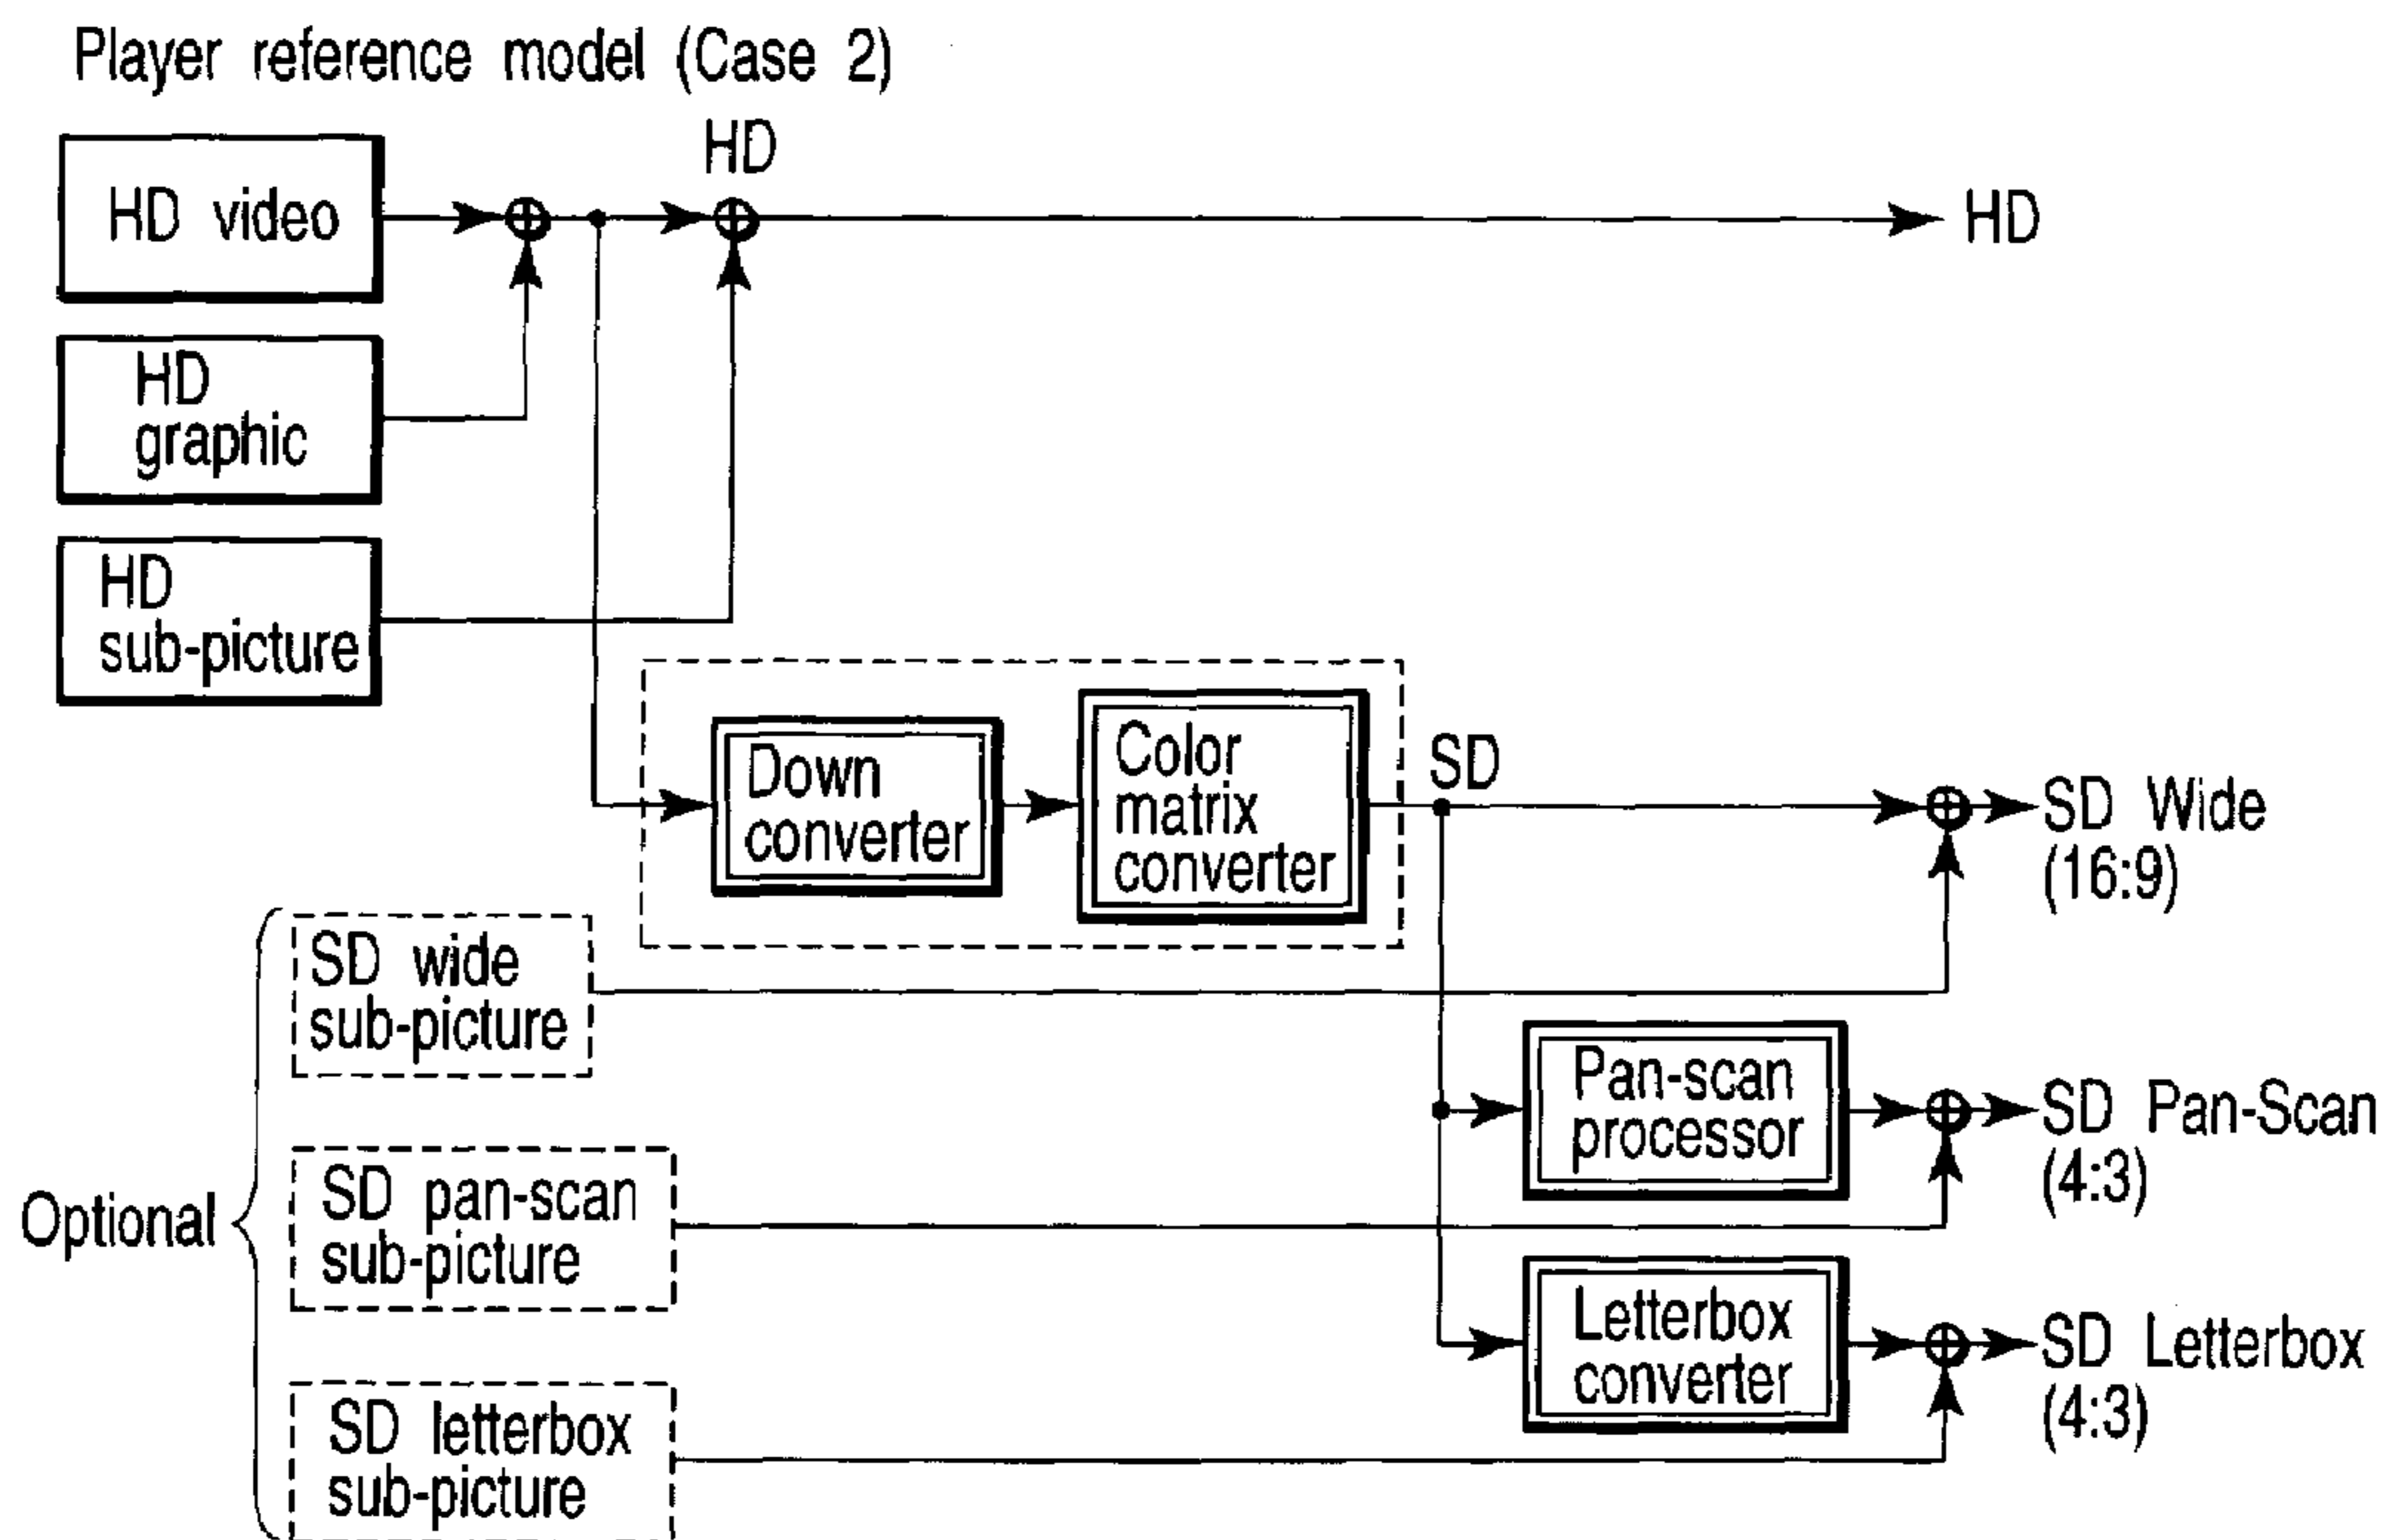 Player reference model (Case 2)
HD
HD video
HD
HD
graphic
HD
sub-picture
Down
converter
Color
matrix
converter
SD
SD Wide
(16:9)
SD wide
sub-picture
Pan-scan
processor
SD Pan-Scan
(4:3)
Optional
SD pan-scan
sub-picture
Letterbox
converter
SD Letterbox
(4:3)
SD letterbox
sub-picture